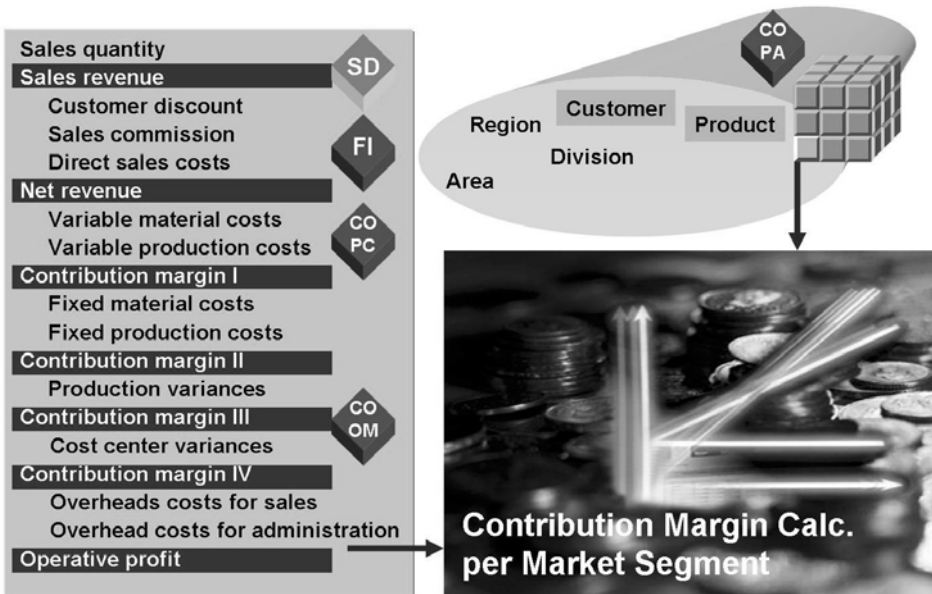 Sales quantity
Sales revenue
Customer discount
Sales commission
Direct sales costs
Net revenue
Variable material costs
Variable production costs
Contribution margin I
Fixed material costs
Fixed production costs
Contribution margin II
Production variances
Contribution margin III
Cost center variances
Contribution margin IV
Overheads costs for sales
Overhead costs for administration
Operative profit
SD
FI
CO
PC
CO
OM
CO
PA
Region
Customer
Product
Division
Area
Contribution Margin Calc.
per Market Segment